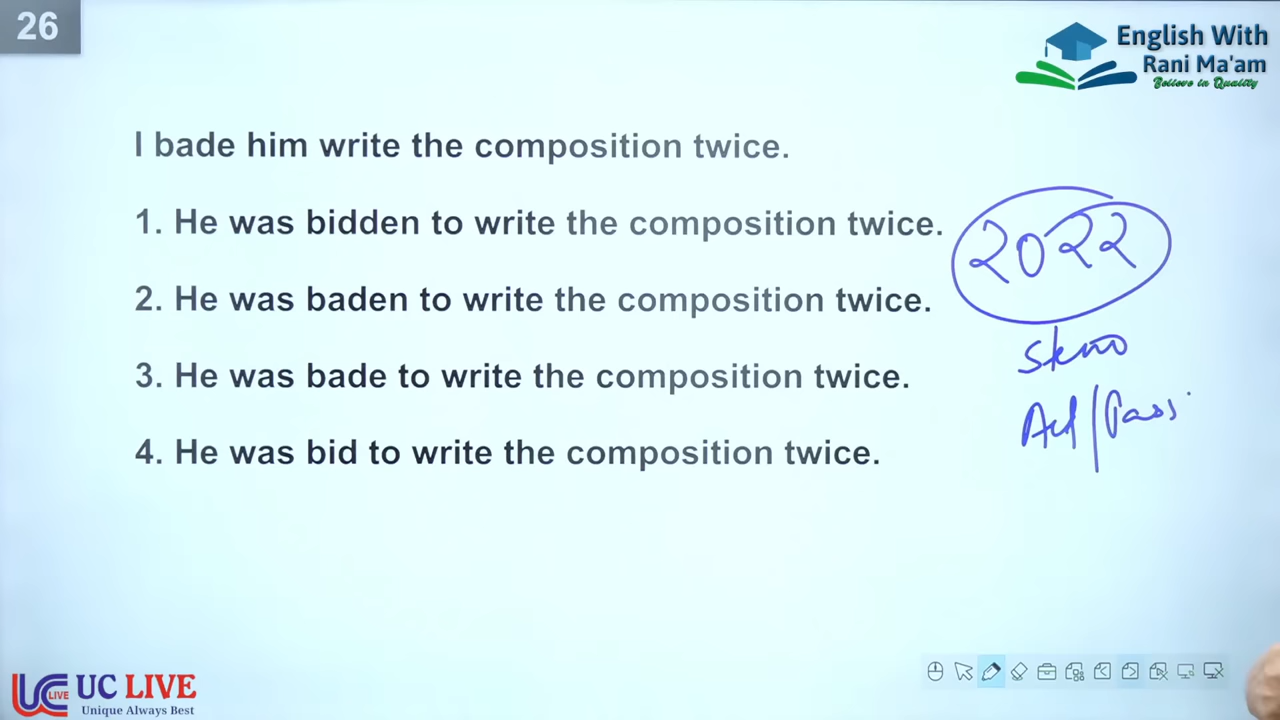 26
English With
Rani Ma'am
Believe in Quality
I bade him write the composition twice.
1. He was bidden to write the composition twice.
2. He was baden to write the composition twice.
3. He was bade to write the composition twice.
4. He was bid to write the composition twice.
2022
Steno
Act/Pass.
UC LIVE
LIVE
Unique Always Best